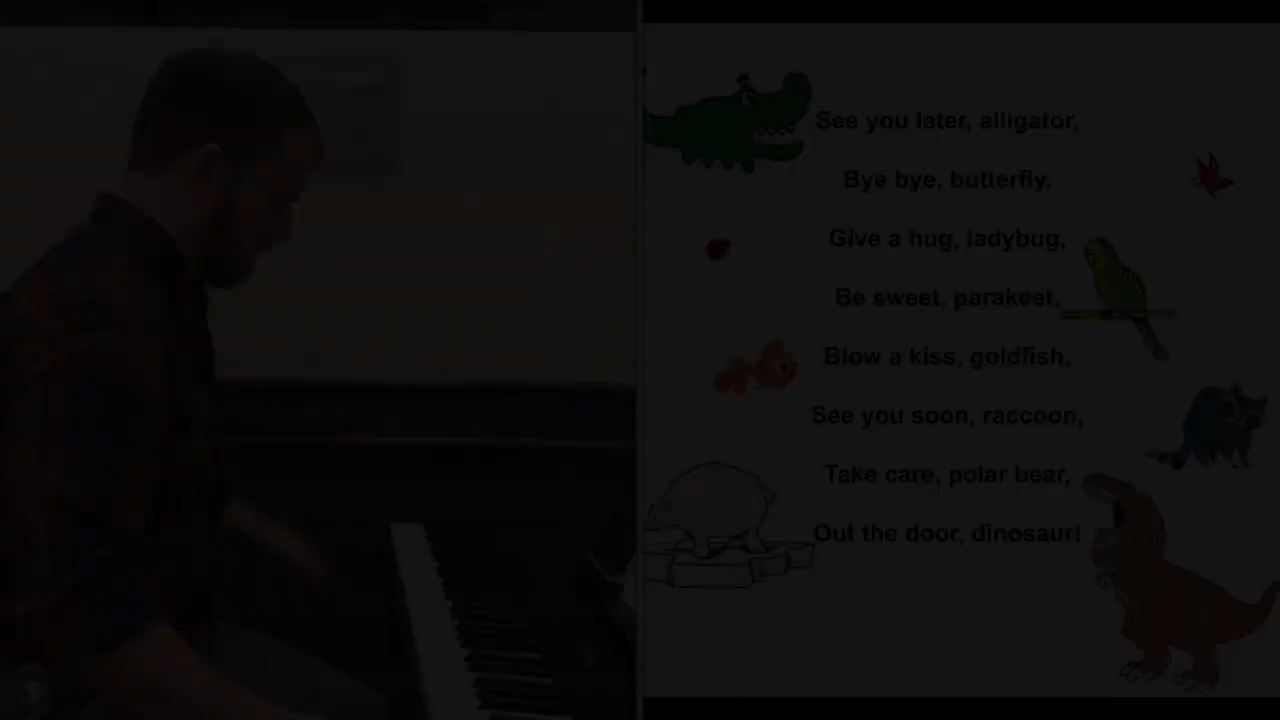 See you later, alligator,
Bye bye, butterfly,
Give a hug, ladybug,
Be sweet, parakeet,
Blow a kiss, goldfish,
See you soon, raccoon,
Take care, polar bear,
Out the door, dinosaur!